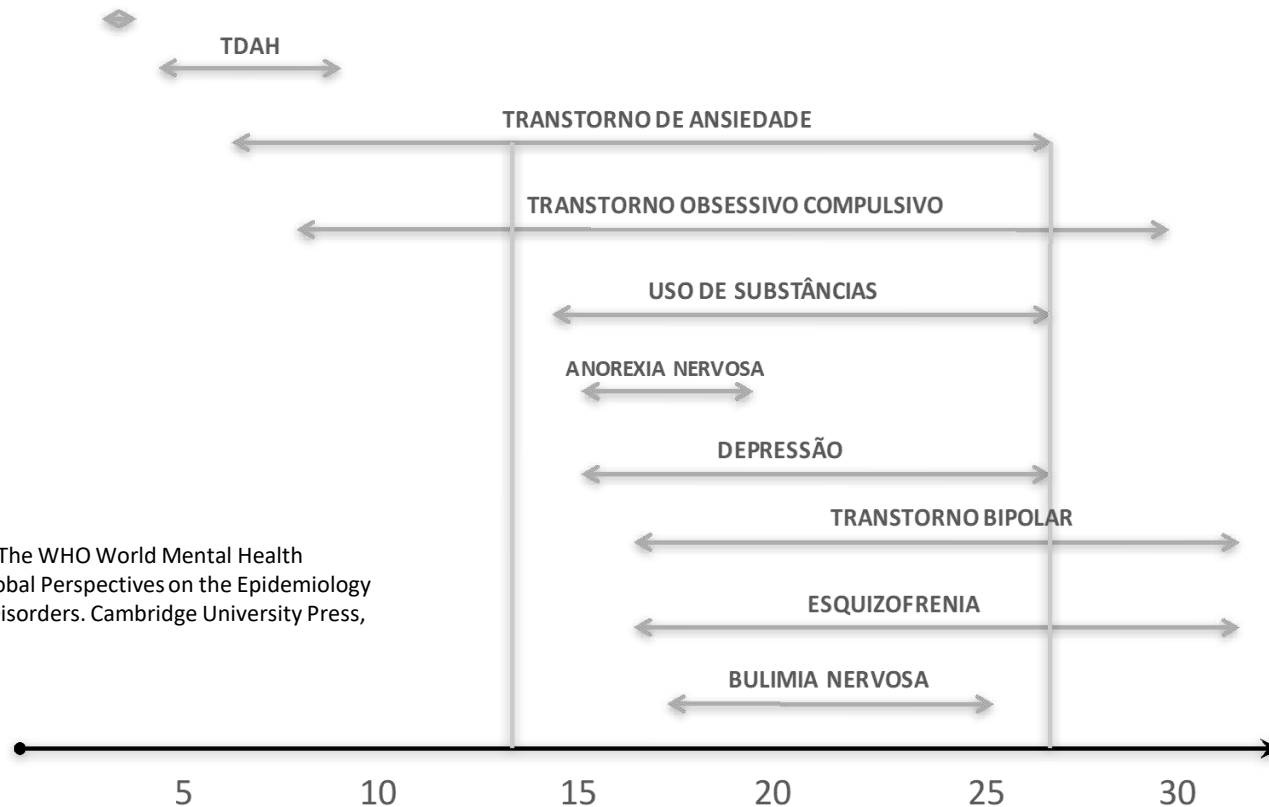 TDAH
TRANSTORNO DE ANSIEDADE
TRANSTORNO OBSESSIVO COMPULSIVO
USO DE SUBSTÂNCIAS
ANOREXIA NERVOSA
DEPRESSÃO
TRANSTORNO BIPOLAR
The WHO World Mental Health
obal Perspectives on the Epidemiology
isorders. Cambridge University Press,
ESQUIZOFRENIA
BULIMIA NERVOSA
5 10 15 20 25 30